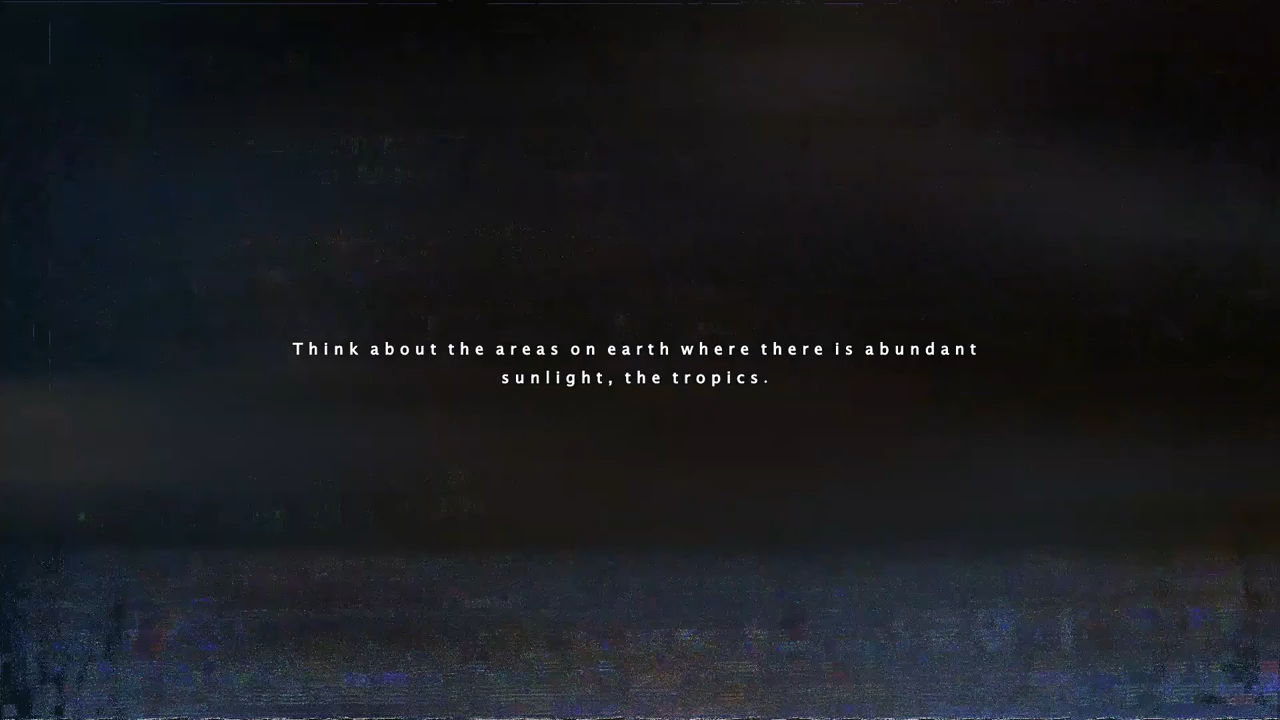 Think about the areas on earth where there is abundant
sunlight, the tropics.